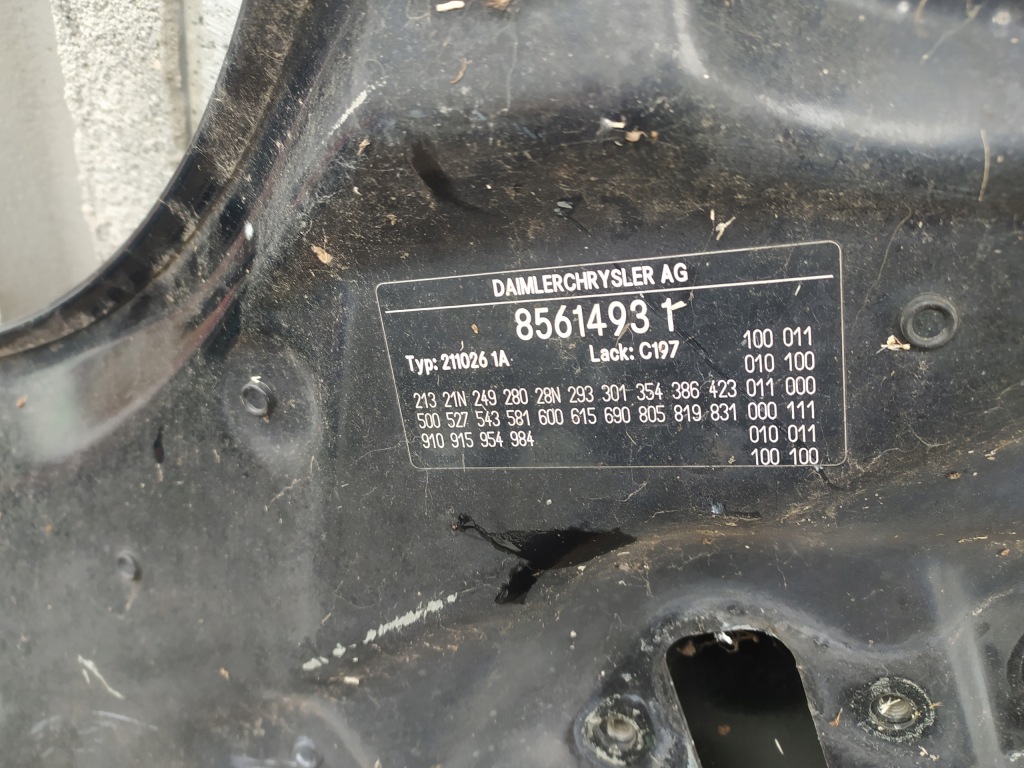 DAIMLERCHRYSLER AG
8561493 1
Typ: 211026 1A
Lack: C197
100 011
010 100
213 21N 249 280 28N 293 301 354 386 423 011 000
500 527 543 581 600 615 690 805 819 831 000 111
910 915 954 984
010 011
100 100